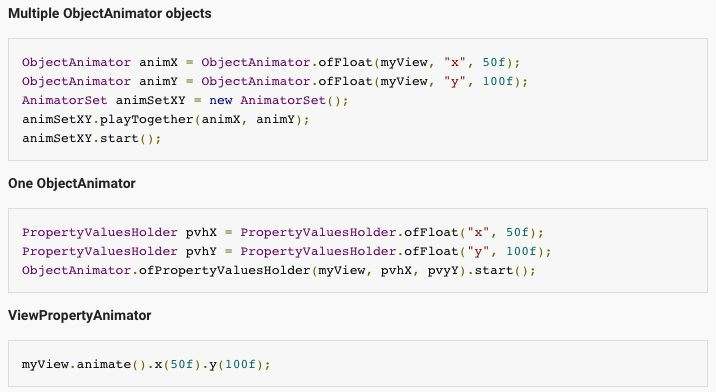 Multiple ObjectAnimator objects
ObjectAnimator animX = ObjectAnimator.ofFloat(myView, "x", 50f);
ObjectAnimator animY = ObjectAnimator.ofFloat(myView, "y", 100f);
AnimatorSet animSetXY = new AnimatorSet();
animSetXY.playTogether(animX, animY);
animSetXY.start();
One ObjectAnimator
PropertyValuesHolder pvhX = PropertyValuesHolder.ofFloat("x", 50f);
PropertyValuesHolder pvhY = PropertyValuesHolder.ofFloat("y", 100f);
ObjectAnimator.ofPropertyValuesHolder(myView, pvhX, pvyY).start();
ViewPropertyAnimator
myView.animate().x(50f).y(100f);